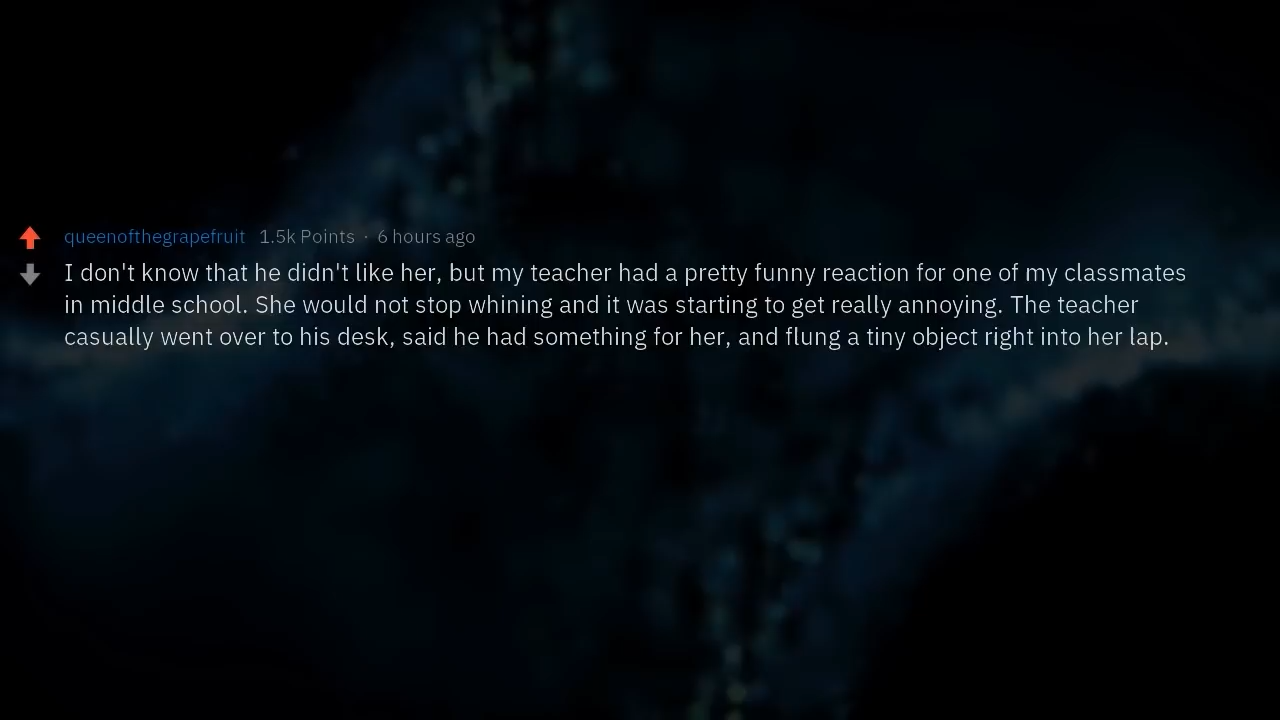 queenofthegrapefruit 1.5k Points · 6 hours ago
I don't know that he didn't like her, but my teacher had a pretty funny reaction for one of my classmates
in middle school. She would not stop whining and it was starting to get really annoying. The teacher
casually went over to his desk, said he had something for her, and flung a tiny object right into her lap.